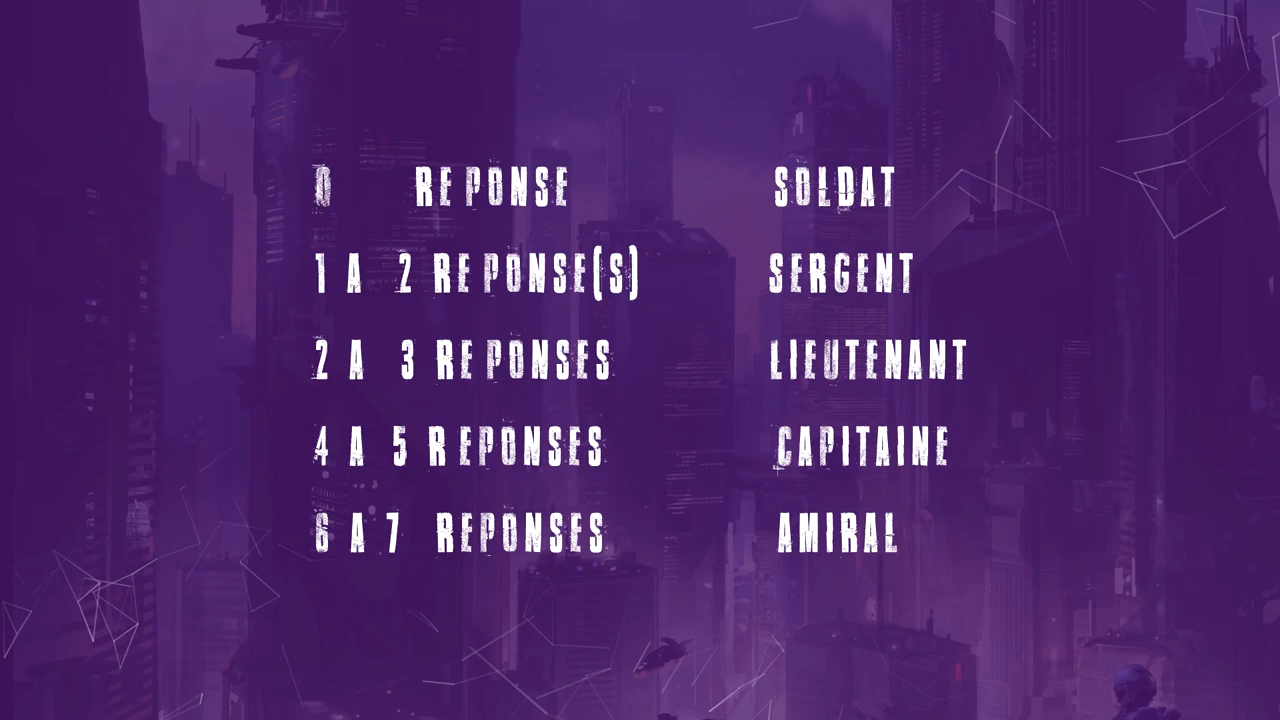 0 REPONSE SOLDAT
1 A 2 REPONSE(S) SERGENT
2 A 3 REPONSES LIEUTENANT
4 A 5 REPONSES CAPITAINE
6 A 7 REPONSES AMIRAL